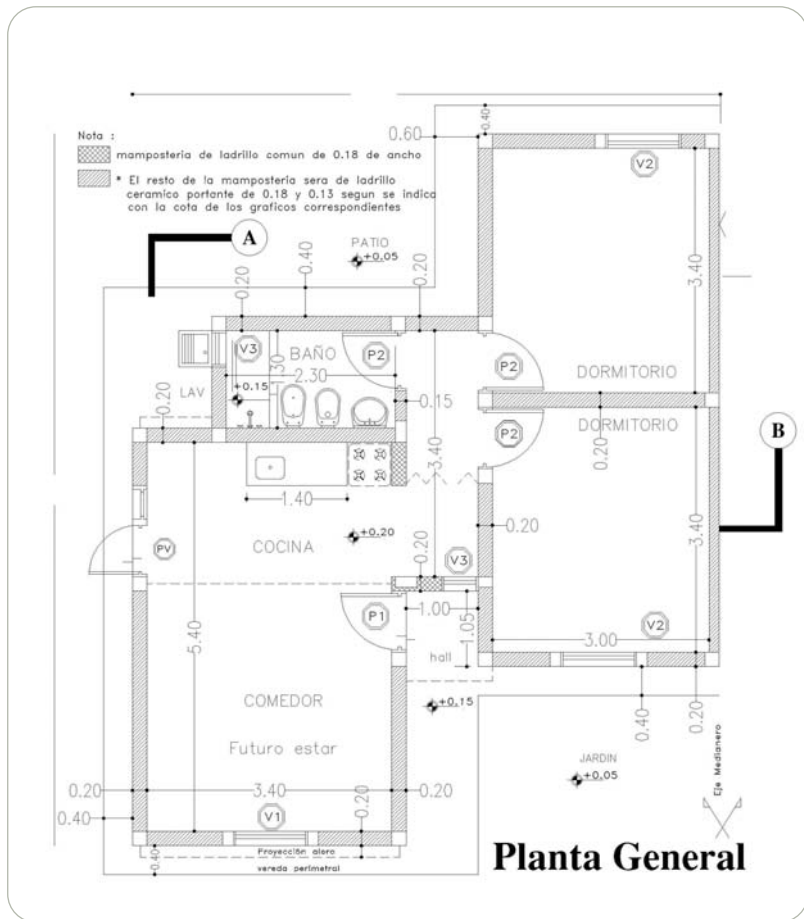 0.60
0.40
Nota :
mamposteria de ladrillo comun de 0.18 de ancho
* El resto de la mamposteria sera de ladrillo
ceramico portante de 0.18 y 0.13 segun se indica
con la cota de los graficos correspondientes
V2
A
PATIO
+0.05
0.20
0.40
0.20
3.40
V3
BAÑO
P2
P2
2.30
1.30
DORMITORIO
LAV
+0.15
0.15
0.20
DORMITORIO
P2
B
0.20
3.40
1.40
3.40
PV
COCINA
+0.20
0.20
0.20
V3
P1
1.00
1.05
V2
5.40
hall
3.00
COMEDOR
+0.15
Futuro estar
0.40
0.20
JARDIN
+0.05
Eje Medianero
0.20
3.40
0.20
0.20
0.40
V1
Proyección alero
vereda perimetral
0.40
Planta General